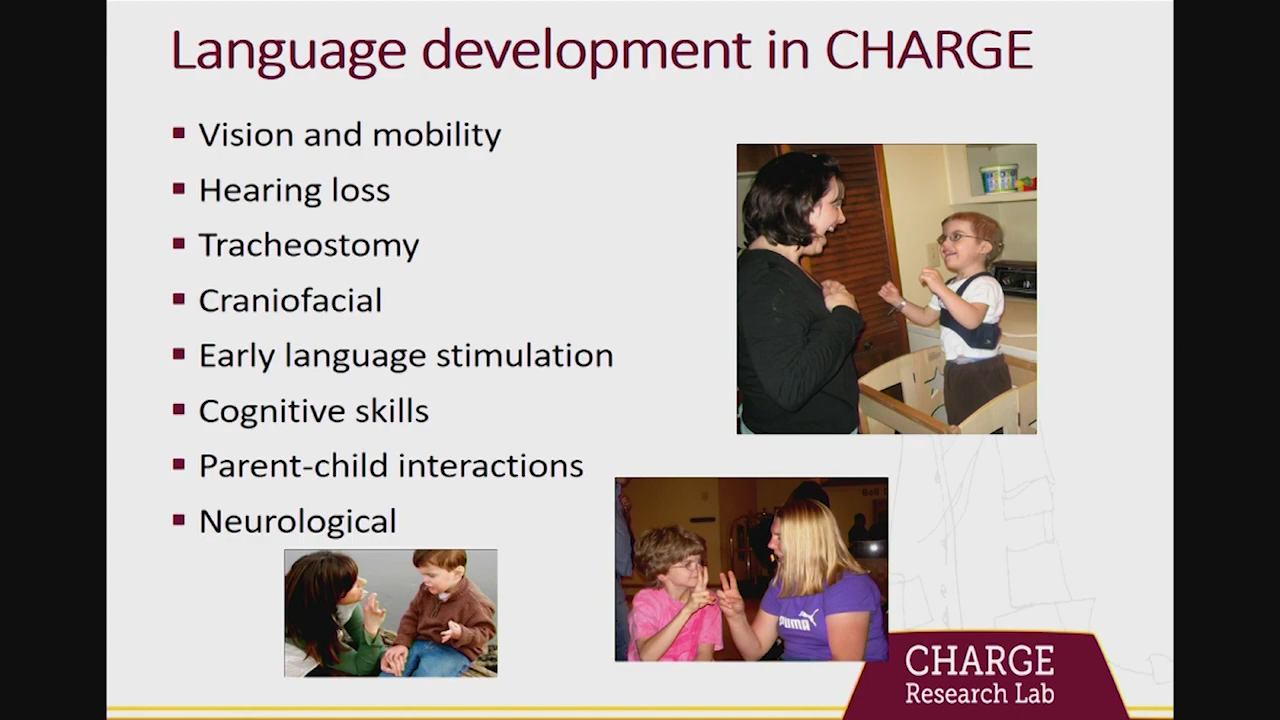 Language development in CHARGE
▪ Vision and mobility
▪ Hearing loss
▪ Tracheostomy
▪ Craniofacial
▪ Early language stimulation
▪ Cognitive skills
▪ Parent-child interactions
▪ Neurological
PUMA
CHARGE
Research Lab